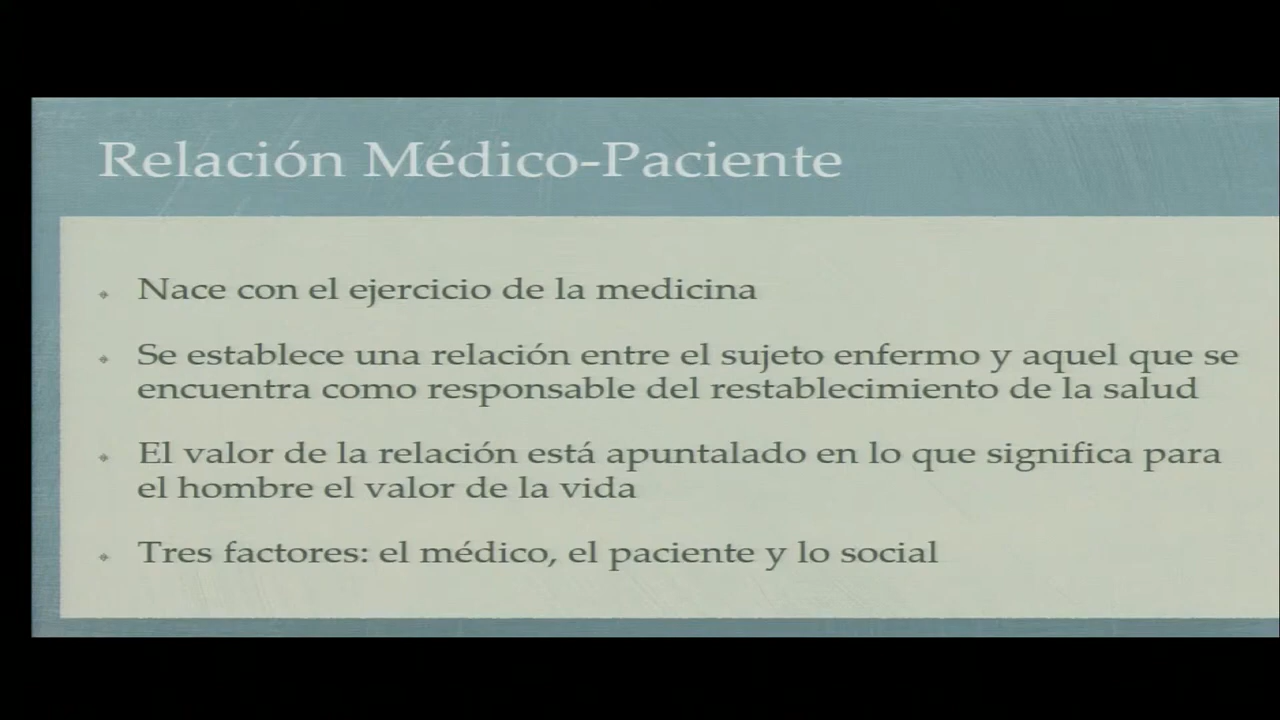 Relación Médico-Paciente
Nace con el ejercicio de la medicina
Se establece una relación entre el sujeto enfermo y aquel que se
encuentra como responsable del restablecimiento de la salud
El valor de la relación está apuntalado en lo que significa para
el hombre el valor de la vida
Tres factores: el médico, el paciente y lo social